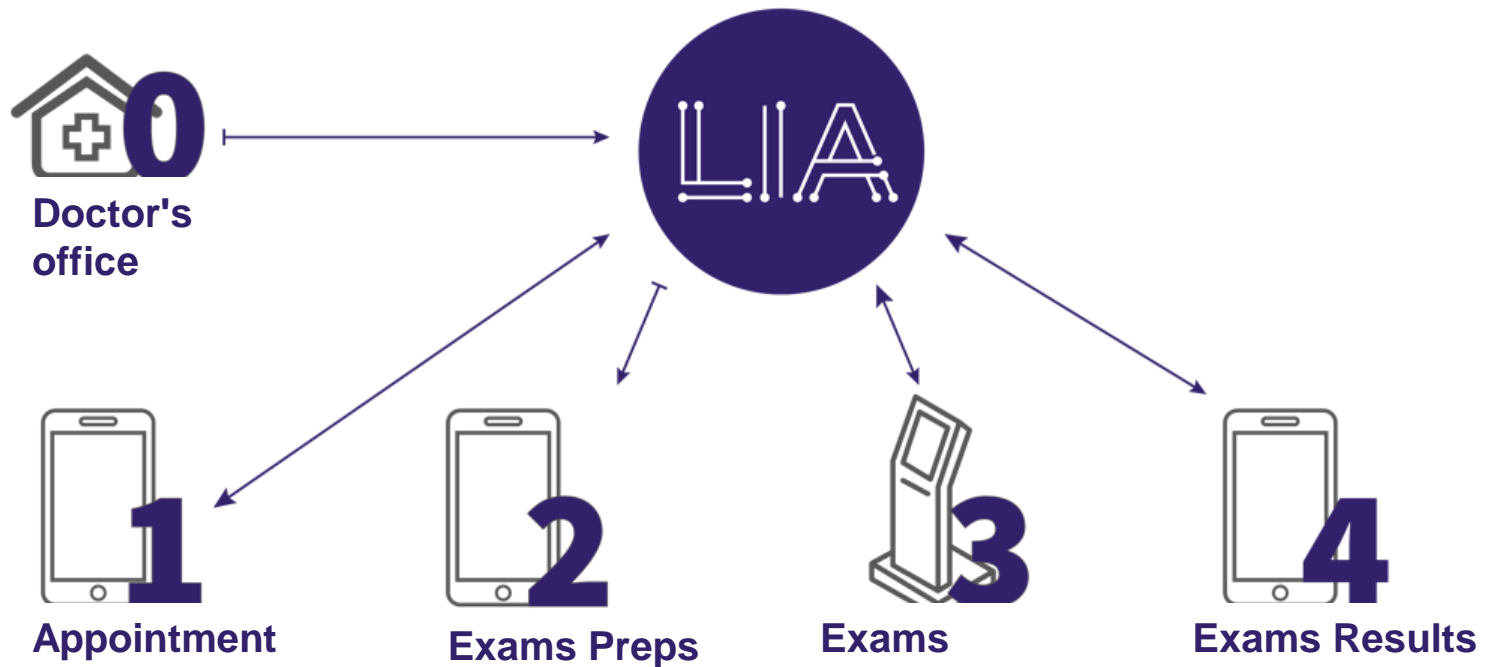 0
LIA
Doctor's
office
1
2
3
4
Appointment
Exams Preps
Exams
Exams Results